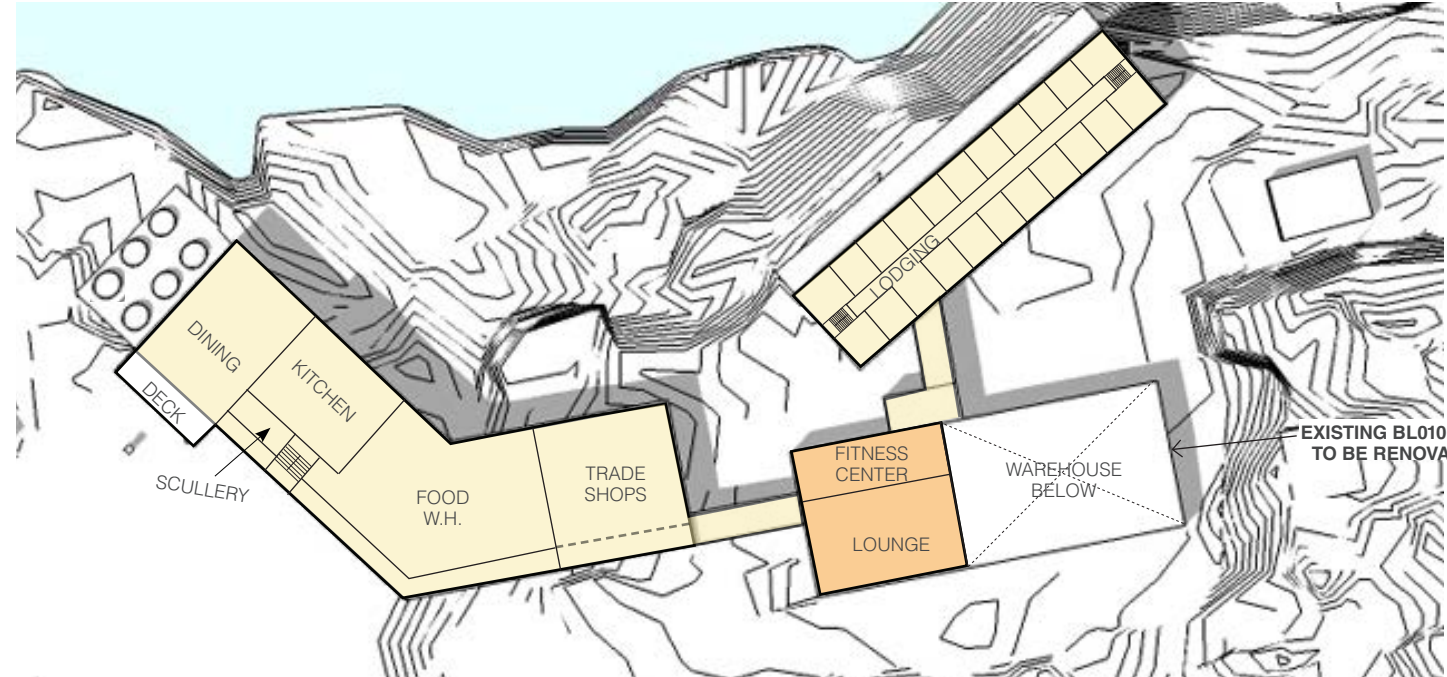 LODGING
DINING
KITCHEN
DECK
SCULLERY
FOOD
W.H.
TRADE
SHOPS
FITNESS
CENTER
LOUNGE
WAREHOUSE
BELOW
EXISTING BL010
TO BE RENOVA